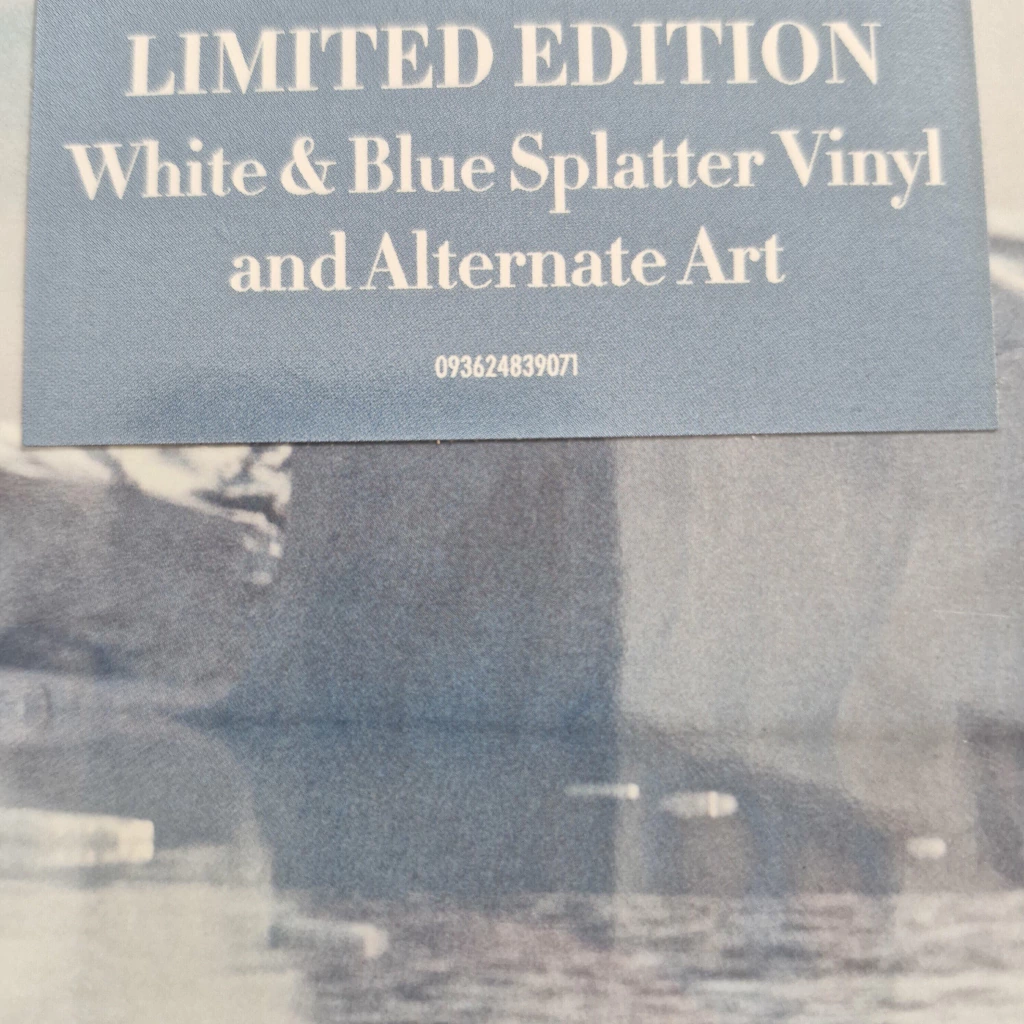 LIMITED EDITION
White & Blue Splatter Vinyl
and Alternate Art
093624839071